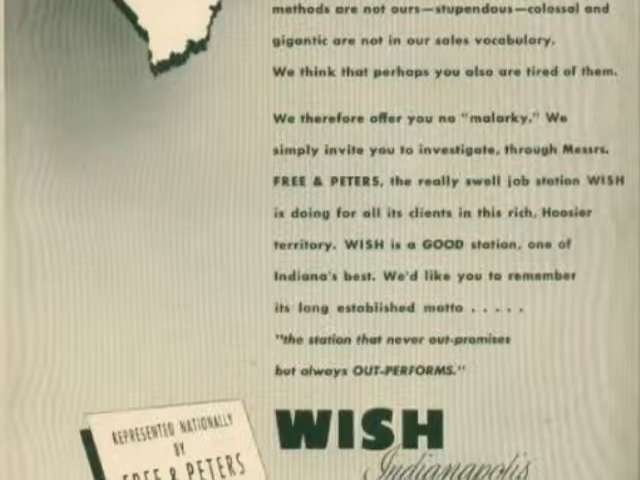 methods are not ours—stupendous—colossal and
gigantic are not in our sales vocabulary.
We think that perhaps you also are tired of them.
We therefore offer you no "malarky." We
simply invite you to investigate, through Messrs.
FREE & PETERS, the really swell job station WISH
is doing for all its clients in this rich, Hoosier
territory. WISH is a GOOD station, one of
Indiana's best. We'd like you to remember
its long established motto . . . . .
"the station that never out-promises
but always OUT-PERFORMS."
WISH
Indianapolis
REPRESENTED NATIONALLY
BY
FREE & PETERS